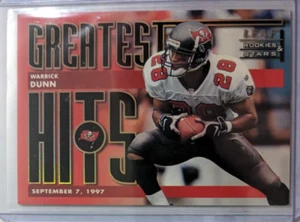 GREATEST
WARRICK
DUNN
HITS
SEPTEMBER 7, 1997
LEAF
ROOKIES &
STARS
28
28